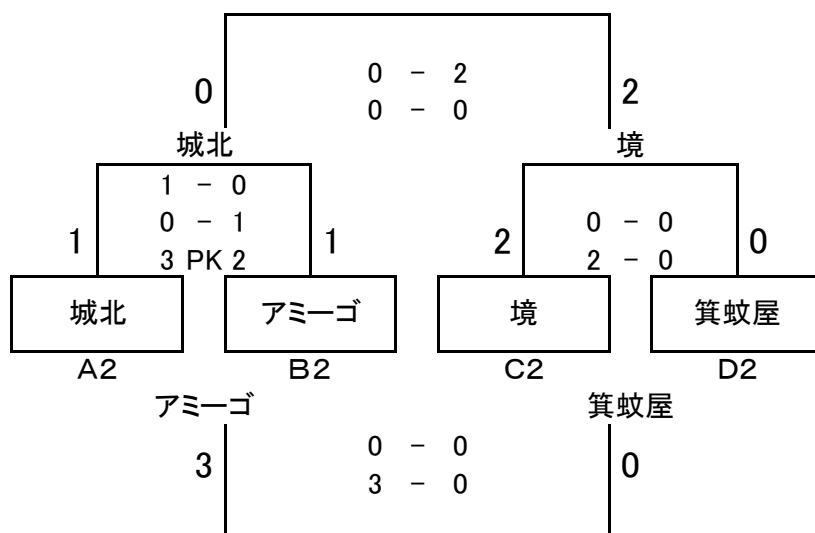 0 - 2
0 2
0 - 0
城北 境
1 - 0
0 - 1 0 - 0
1 1 2 0
3 PK 2 2 - 0
城北 アミーゴ 境 箕蚊屋
A2 B2 C2 D2
アミーゴ 箕蚊屋
0 - 0
3 0
3 - 0